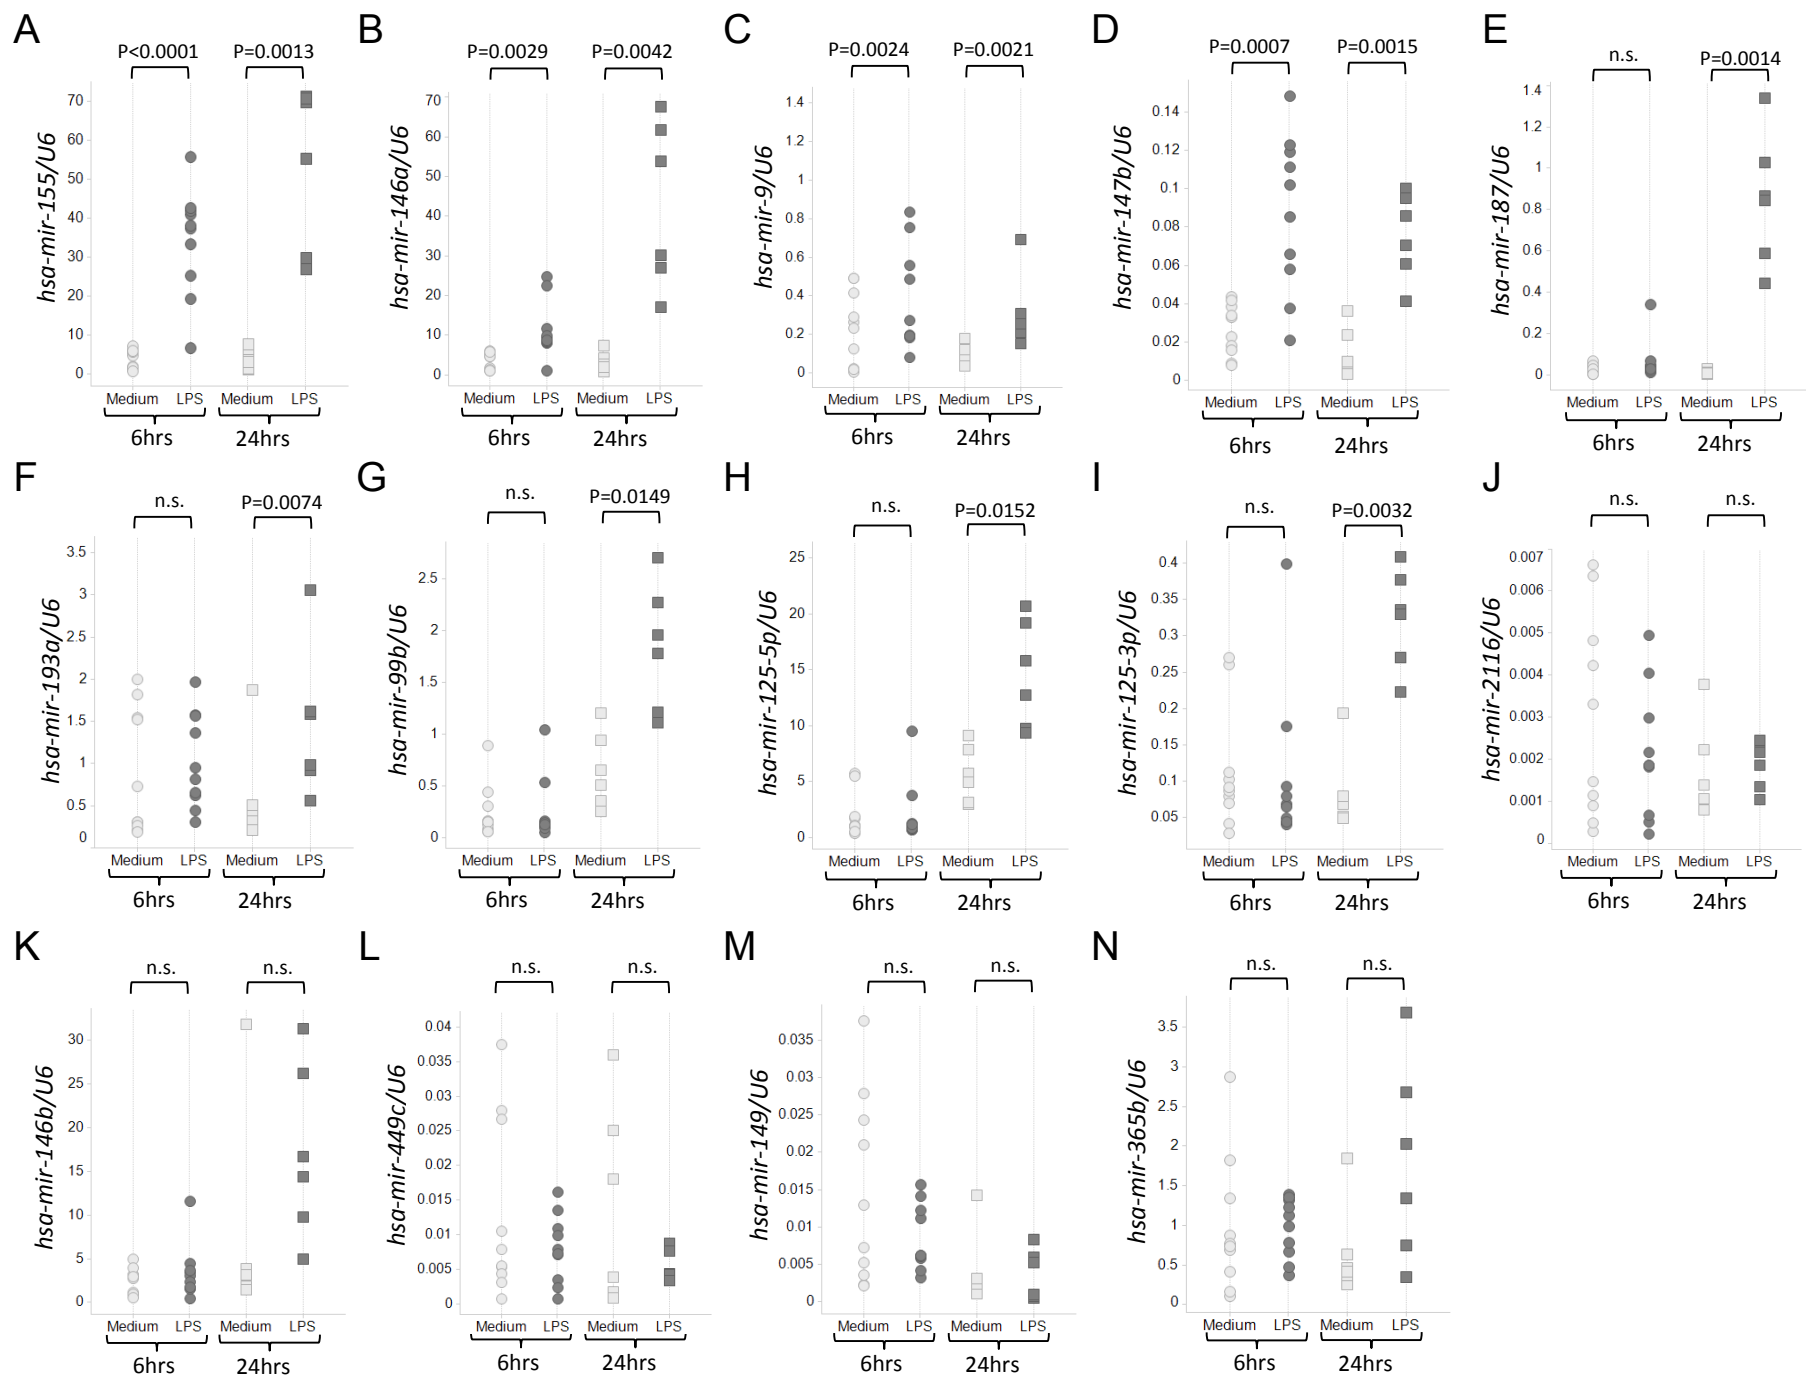 A
P<0.0001
P=0.0013
hsa-mir-155/U6
70
60
50
40
30
20
10
0
Medium
LPS
Medium
LPS
6hrs
24hrs
B
P=0.0029
P=0.0042
hsa-mir-146a/U6
70
60
50
40
30
20
10
0
Medium
LPS
Medium
LPS
6hrs
24hrs
C
P=0.0024
P=0.0021
hsa-mir-9/U6
1.4
1.2
1
0.8
0.6
0.4
0.2
0
Medium
LPS
Medium
LPS
6hrs
24hrs
D
P=0.0007
P=0.0015
hsa-mir-147b/U6
0.14
0.12
0.1
0.08
0.06
0.04
0.02
0
Medium
LPS
Medium
LPS
6hrs
24hrs
E
n.s.
P=0.0014
hsa-mir-187/U6
1.4
1.2
1
0.8
0.6
0.4
0.2
0
Medium
LPS
Medium
LPS
6hrs
24hrs
F
n.s.
P=0.0074
hsa-mir-193a/U6
3.5
3
2.5
2
1.5
1
0.5
0
Medium
LPS
Medium
LPS
6hrs
24hrs
G
n.s.
P=0.0149
hsa-mir-99b/U6
2.5
2
1.5
1
0.5
0
Medium
LPS
Medium
LPS
6hrs
24hrs
H
n.s.
P=0.0152
hsa-mir-125-5p/U6
25
20
15
10
5
0
Medium
LPS
Medium
LPS
6hrs
24hrs
I
n.s.
P=0.0032
hsa-mir-125-3p/U6
0.4
0.35
0.3
0.25
0.2
0.15
0.1
0.05
Medium
LPS
Medium
LPS
6hrs
24hrs
J
n.s.
n.s.
hsa-mir-2116/U6
0.007
0.006
0.005
0.004
0.003
0.002
0.001
0
Medium
LPS
Medium
LPS
6hrs
24hrs
K
n.s.
n.s.
hsa-mir-146b/U6
30
25
20
15
10
5
0
Medium
LPS
Medium
LPS
6hrs
24hrs
L
n.s.
n.s.
hsa-mir-449c/U6
0.04
0.035
0.03
0.025
0.02
0.015
0.01
0.005
0
Medium
LPS
Medium
LPS
6hrs
24hrs
M
n.s.
n.s.
hsa-mir-149/U6
0.035
0.03
0.025
0.02
0.015
0.01
0.005
0
Medium
LPS
Medium
LPS
6hrs
24hrs
N
n.s.
n.s.
hsa-mir-365b/U6
3.5
3
2.5
2
1.5
1
0.5
0
Medium
LPS
Medium
LPS
6hrs
24hrs